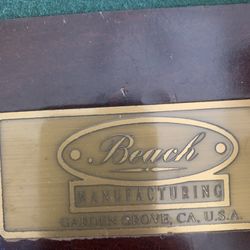 Beach
MANUFACTURING
GARDEN GROVE, CA, U.S.A.